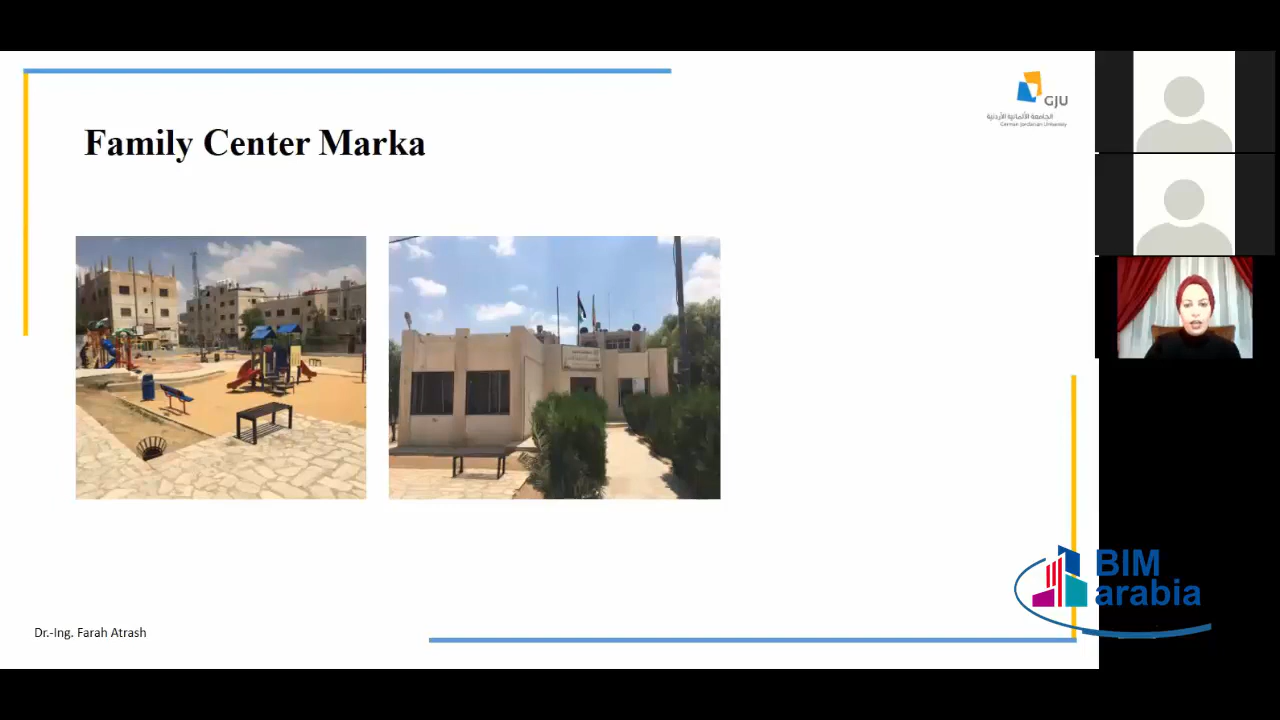 GJU
الجامعة الألمانية الأردنية
German Jordanian University
Family Center Marka
BIM
arabia
Dr.-Ing. Farah Atrash